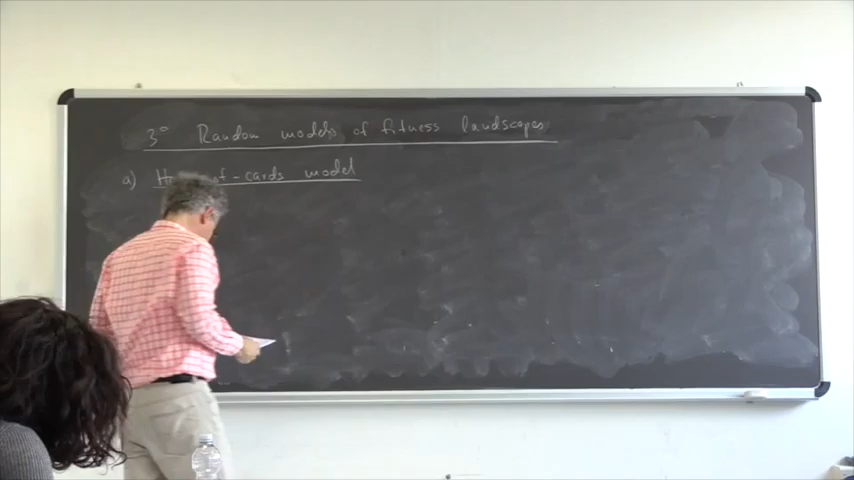 3° Random models of fitness landscapes
a) of-cards model